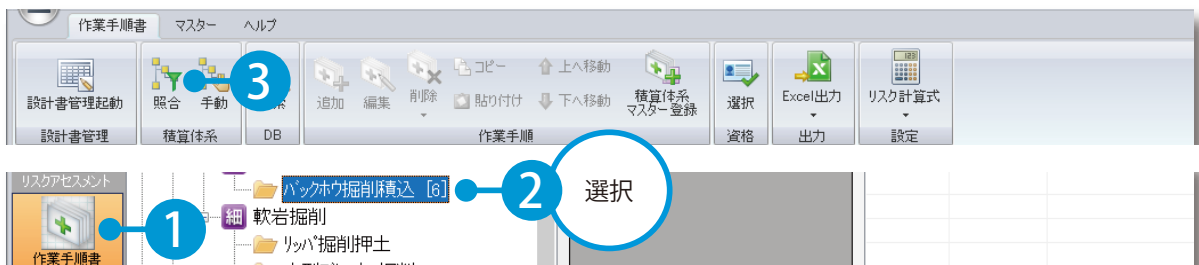 作業手順書 マスター ヘルプ
設計書管理起動 照合 手動 追加 編集 削除 コピー 貼り付け 上へ移動 下へ移動 積算体系 マスター登録 選択 Excel出力 リスク計算式
3
設計書管理 積算体系 DB 作業手順 資格 出力 設定
リスクアセスメント
バックホウ掘削積込 [6]
2
選択
1
細 軟岩掘削
作業手順書
リッパ掘削押土